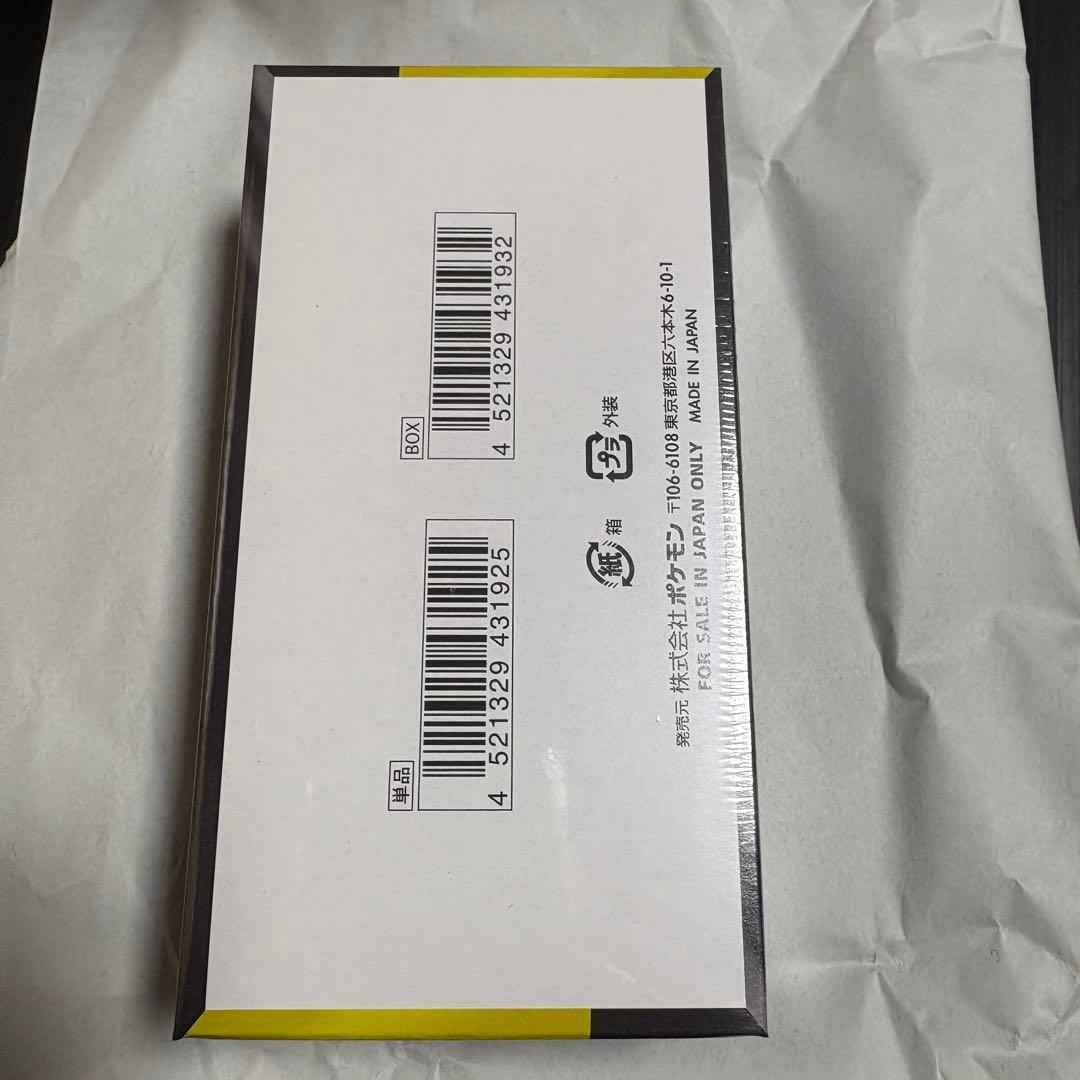 単品
4 521329 431925
BOX
4 521329 431932
紙 箱
プラ 外装
発売元 株式会社 ポケモン 〒106-6108 東京都港区六本木6-10-1
FOR SALE IN JAPAN ONLY MADE IN JAPAN